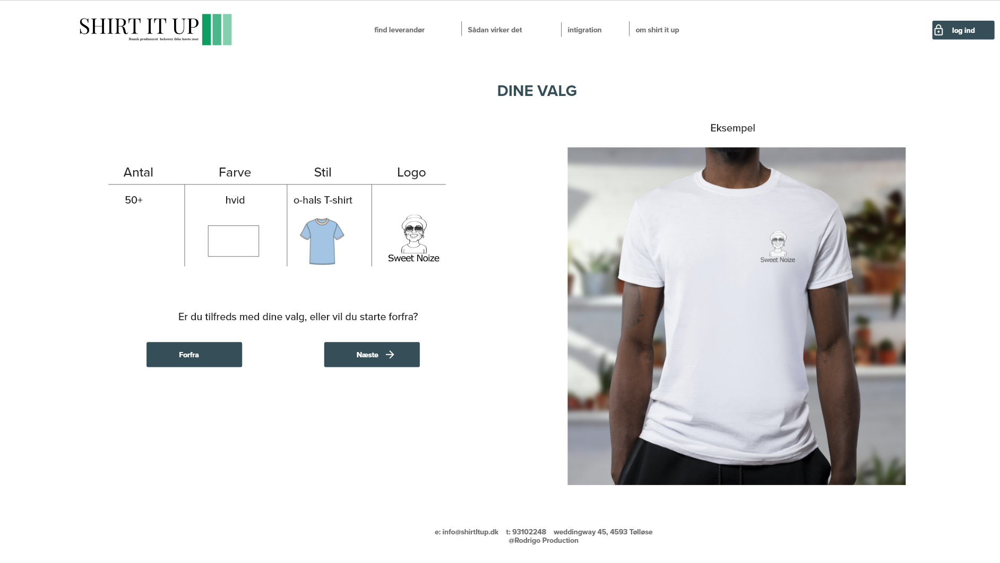 SHIRT IT UP
Dansk produceret behover ikke koste mer
find leverandør
Sådan virker det
intigration
om shirt it up
log ind
DINE VALG
Eksempel
Antal Farve Stil Logo
50+ hvid o-hals T-shirt
Sweet Noize
Sweet Noize
Er du tilfreds med dine valg, eller vil du starte forfra?
Forfra
Næste →
e: info@shirtItup.dk t: 93102248 weddingway 45, 4593 Tølløse
@Rodrigo Production